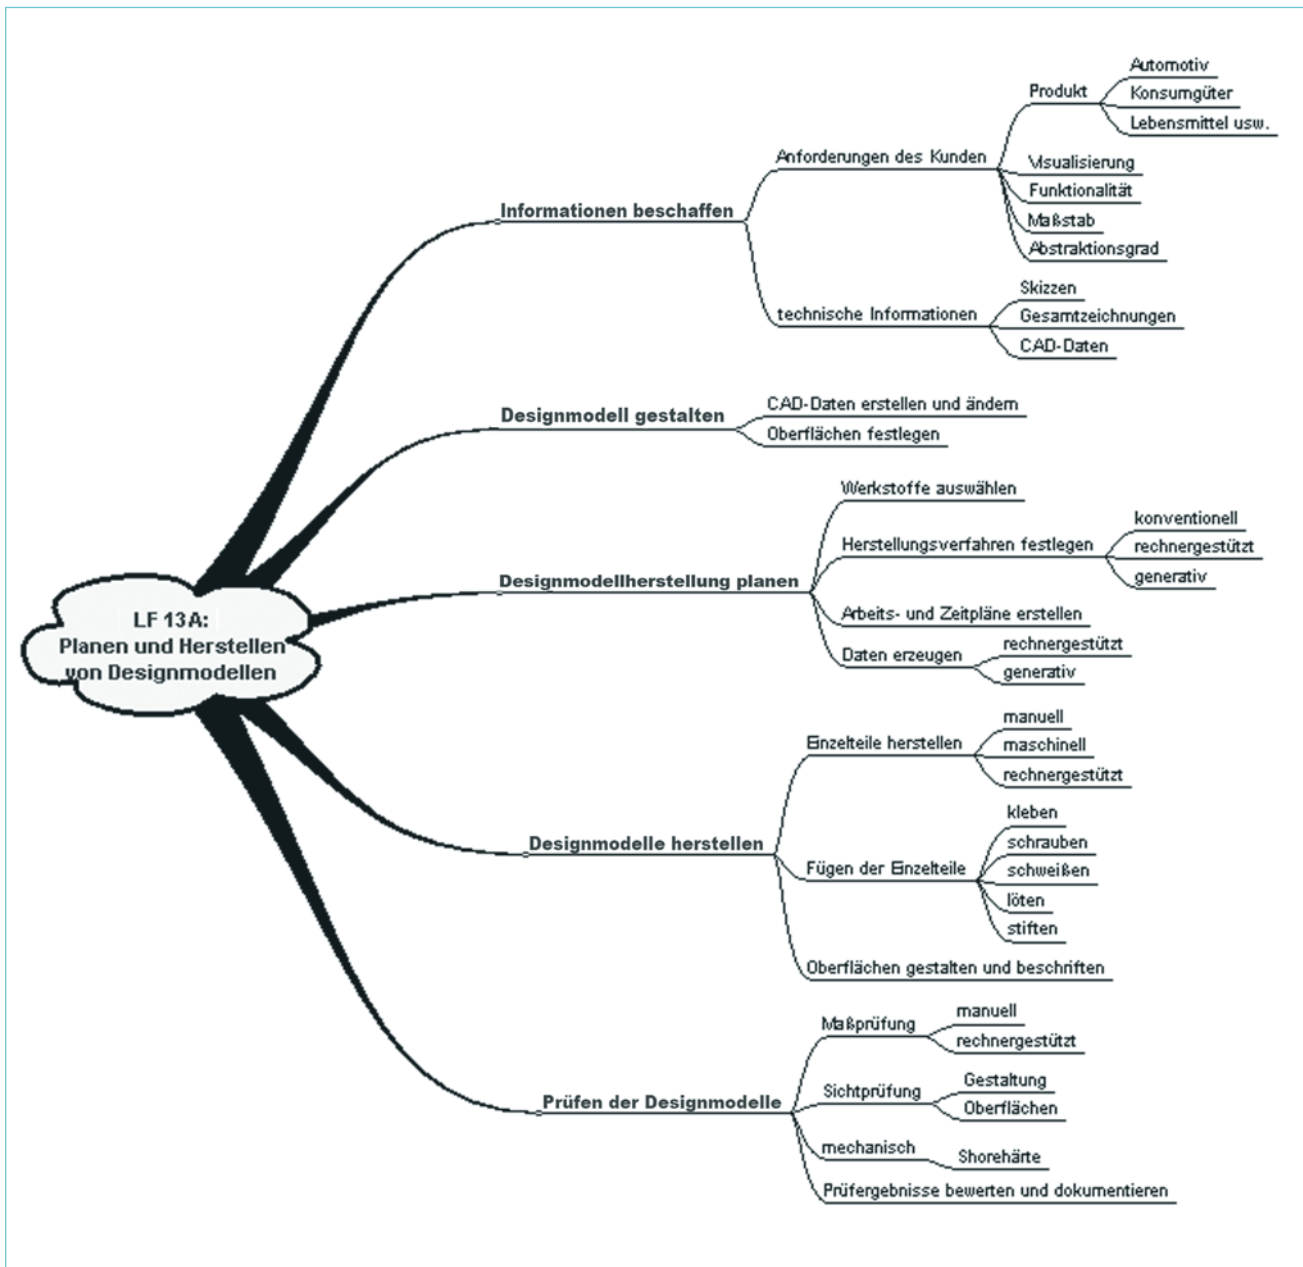 LF 13A:
Planen und Herstellen
von Designmodellen
Informationen beschaffen
Anforderungen des Kunden
Produkt
Automotiv
Konsumgüter
Lebensmittel usw.
Visualisierung
Funktionalität
Maßstab
Abstraktionsgrad
technische Informationen
Skizzen
Gesamtzeichnungen
CAD-Daten
Designmodell gestalten
CAD-Daten erstellen und ändern
Oberflächen festlegen
Designmodellherstellung planen
Werkstoffe auswählen
Herstellungsverfahren festlegen
konventionell
rechnergestützt
generativ
Arbeits- und Zeitpläne erstellen
Daten erzeugen
rechnergestützt
generativ
Designmodelle herstellen
Einzelteile herstellen
manuell
maschinell
rechnergestützt
Fügen der Einzelteile
kleben
schrauben
schweißen
löten
stiften
Oberflächen gestalten und beschriften
Prüfen der Designmodelle
Maßprüfung
manuell
rechnergestützt
Sichtprüfung
Gestaltung
Oberflächen
mechanisch
Shorehärte
Prüfergebnisse bewerten und dokumentieren